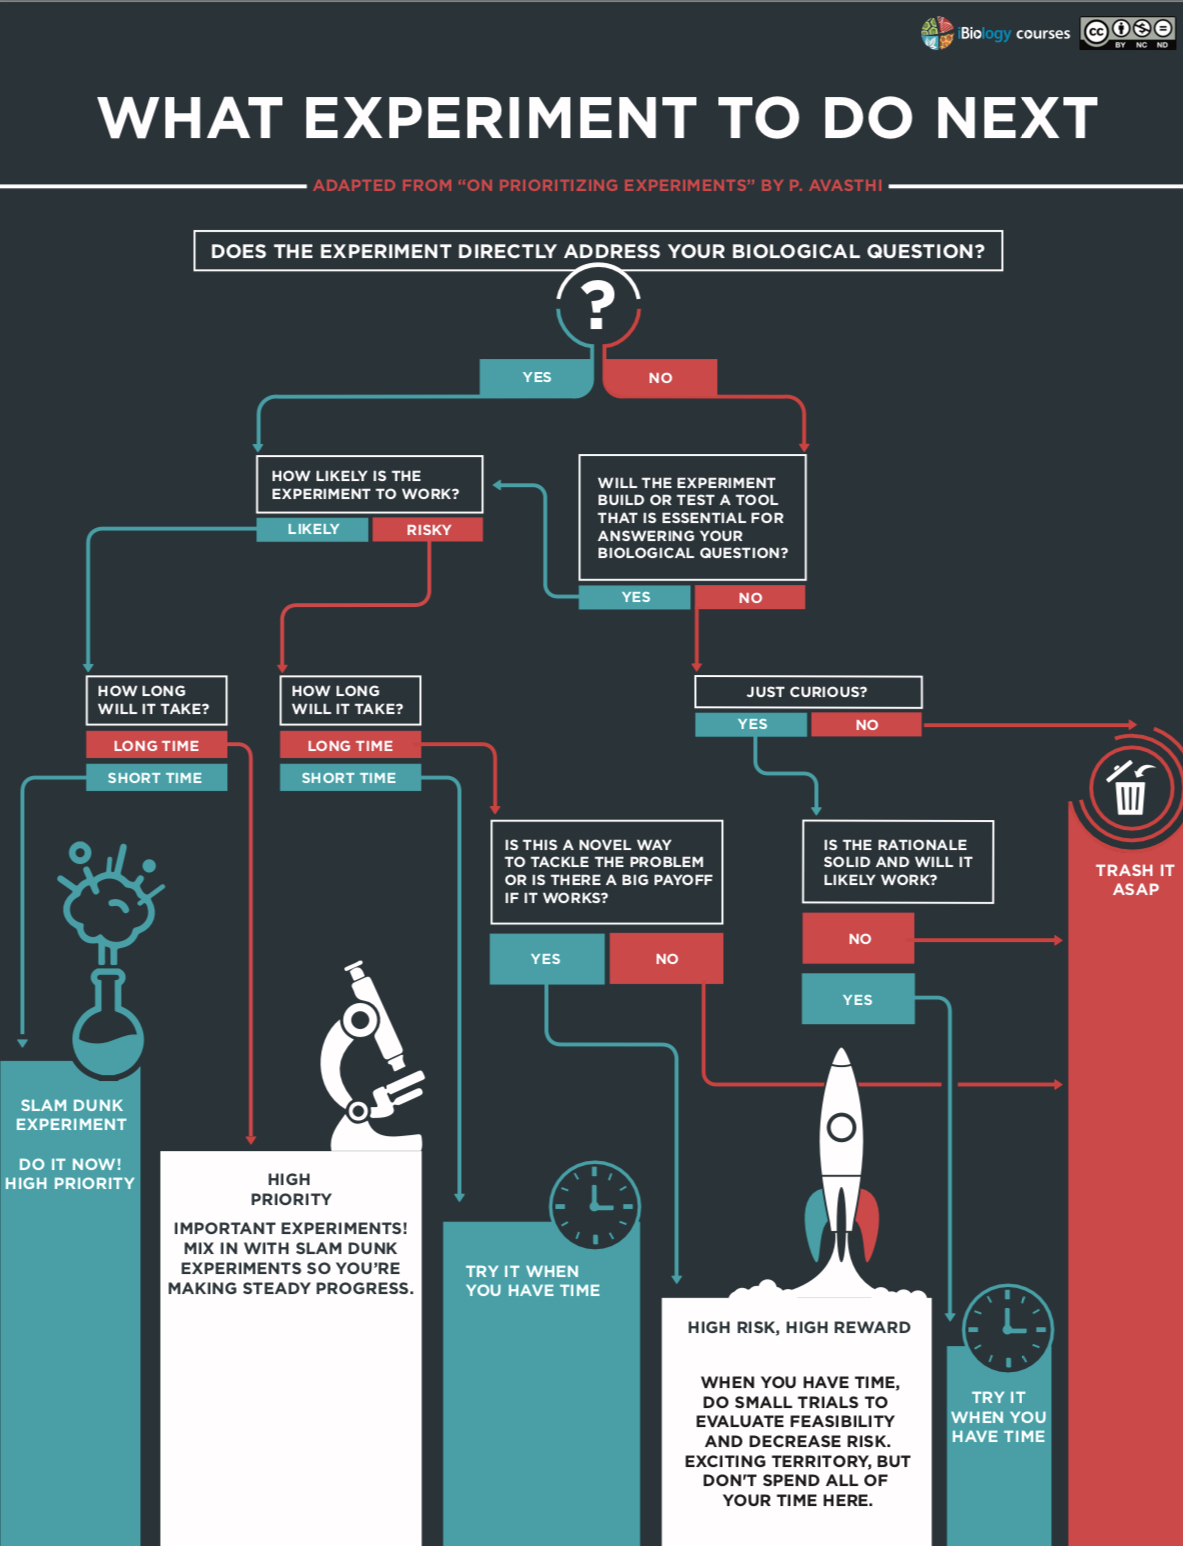 iBiology courses
cc
BY NC ND
WHAT EXPERIMENT TO DO NEXT
ADAPTED FROM “ON PRIORITIZING EXPERIMENTS” BY P. AVASTHI
DOES THE EXPERIMENT DIRECTLY ADDRESS YOUR BIOLOGICAL QUESTION?
?
YES
NO
HOW LIKELY IS THE
EXPERIMENT TO WORK?
LIKELY
RISKY
WILL THE EXPERIMENT
BUILD OR TEST A TOOL
THAT IS ESSENTIAL FOR
ANSWERING YOUR
BIOLOGICAL QUESTION?
YES
NO
HOW LONG
WILL IT TAKE?
LONG TIME
SHORT TIME
HOW LONG
WILL IT TAKE?
LONG TIME
SHORT TIME
JUST CURIOUS?
YES
NO
IS THIS A NOVEL WAY
TO TACKLE THE PROBLEM
OR IS THERE A BIG PAYOFF
IF IT WORKS?
YES
NO
IS THE RATIONALE
SOLID AND WILL IT
LIKELY WORK?
NO
YES
TRASH IT
ASAP
SLAM DUNK
EXPERIMENT
DO IT NOW!
HIGH PRIORITY
HIGH
PRIORITY
IMPORTANT EXPERIMENTS!
MIX IN WITH SLAM DUNK
EXPERIMENTS SO YOU’RE
MAKING STEADY PROGRESS.
TRY IT WHEN
YOU HAVE TIME
HIGH RISK, HIGH REWARD
WHEN YOU HAVE TIME,
DO SMALL TRIALS TO
EVALUATE FEASIBILITY
AND DECREASE RISK.
EXCITING TERRITORY, BUT
DON'T SPEND ALL OF
YOUR TIME HERE.
TRY IT
WHEN YOU
HAVE TIME